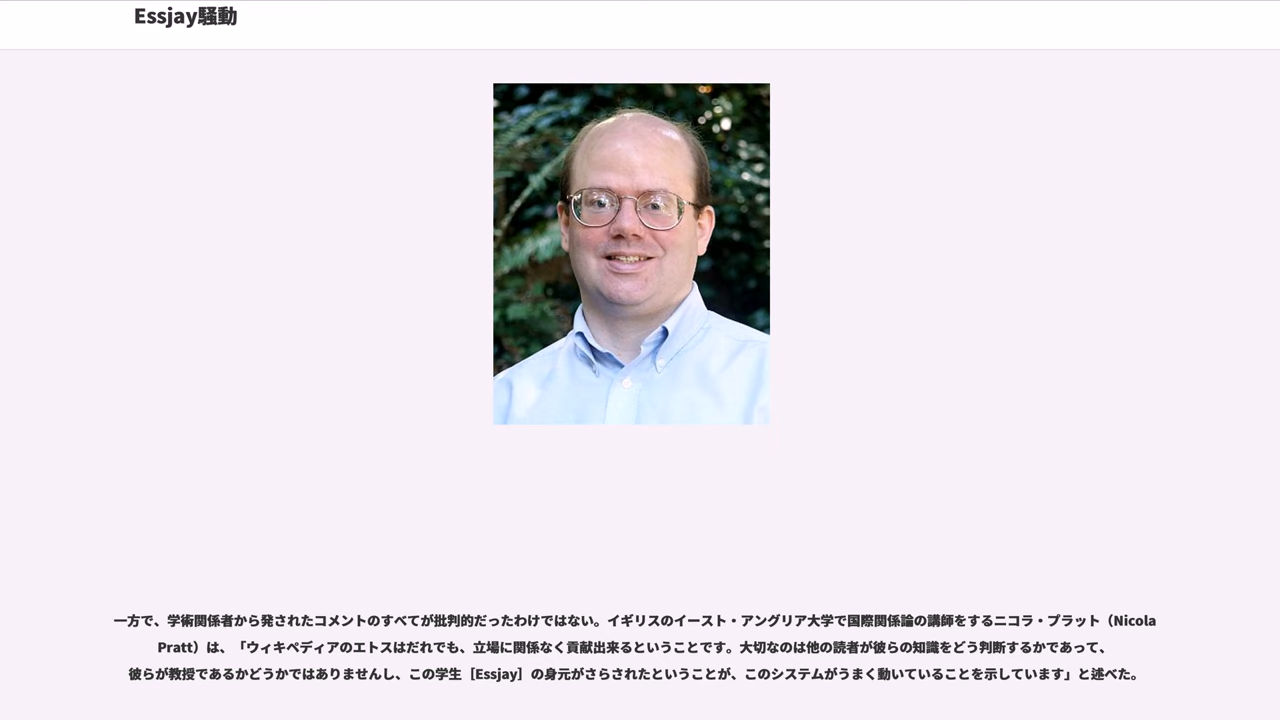 Essjay騒動
一方で、学術関係者から発されたコメントのすべてが批判的だったわけではない。イギリスのイースト・アングリア大学で国際関係論の講師をするニコラ・プラット（Nicola
Pratt）は、「ウィキペディアのエトスはだれでも、立場に関係なく貢献出来るということです。大切なのは他の読者が彼らの知識をどう判断するかであって、
彼らが教授であるかどうかではありませんし、この学生［Essjay］の身元がさらされたということが、このシステムがうまく動いていることを示しています」と述べた。